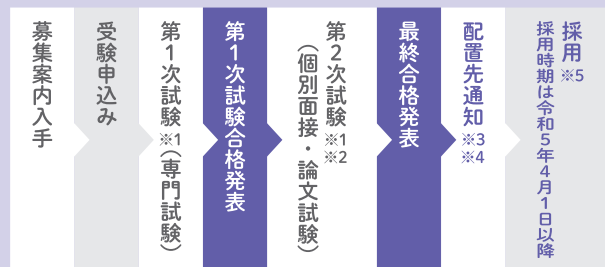 募集案内入手
受験申込み
第1次試験※1(専門試験)
第1次試験合格発表
第2次試験※1※2
(個別面接・論文試験)
最終合格発表
配置先通知※3※4
採用※5
採用時期は令和5年4月1日以降